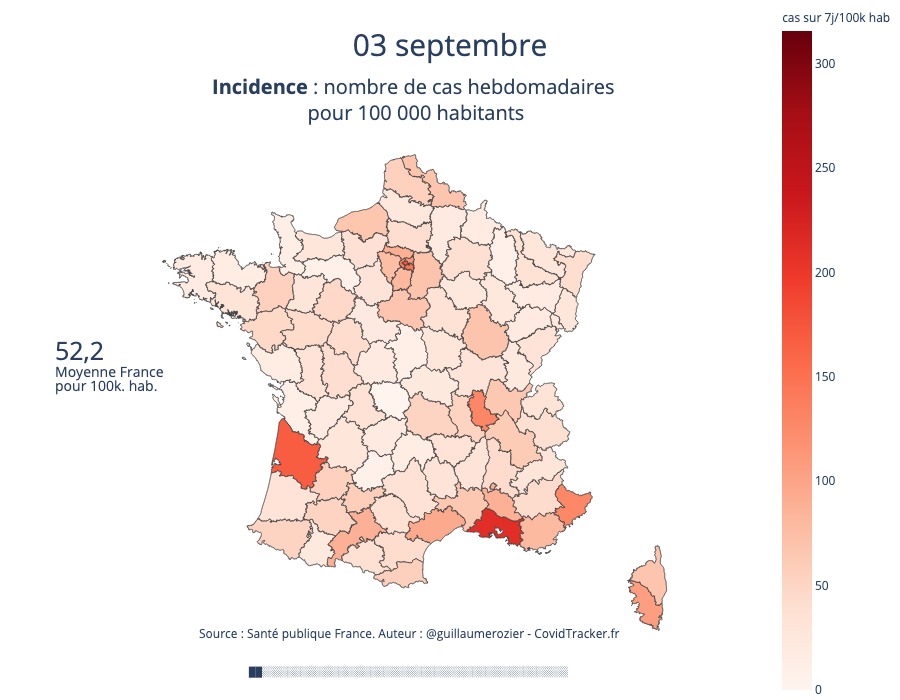 cas sur 7j/100k hab
03 septembre
Incidence : nombre de cas hebdomadaires
pour 100 000 habitants
300
250
200
150
100
50
0
52,2
Moyenne France
pour 100k. hab.
Source : Santé publique France. Auteur : @guillaumerozier - CovidTracker.fr